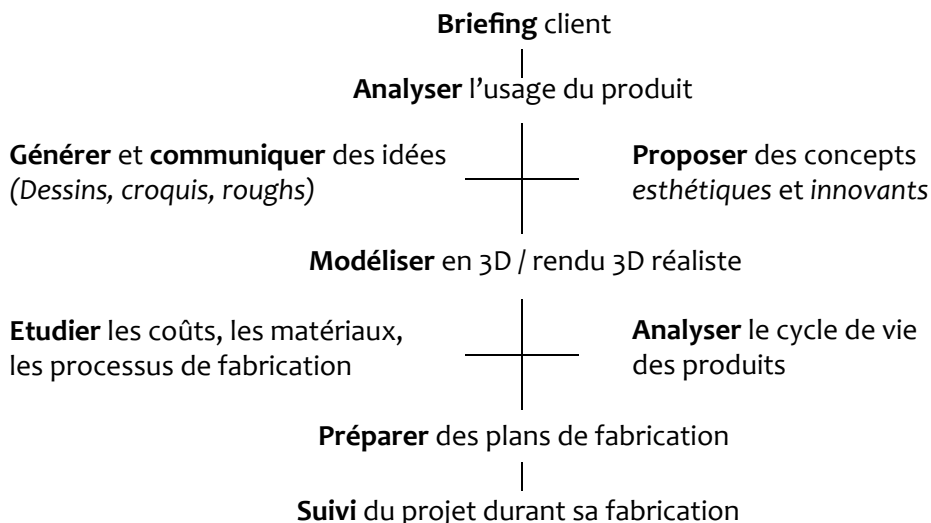 Briefing client
Analyser l'usage du produit
Générer et communiquer des idées
(Dessins, croquis, roughs)
Proposer des concepts
esthétiques et innovants
Modéliser en 3D / rendu 3D réaliste
Etudier les coûts, les matériaux,
les processus de fabrication
Analyser le cycle de vie
des produits
Préparer des plans de fabrication
Suivi du projet durant sa fabrication